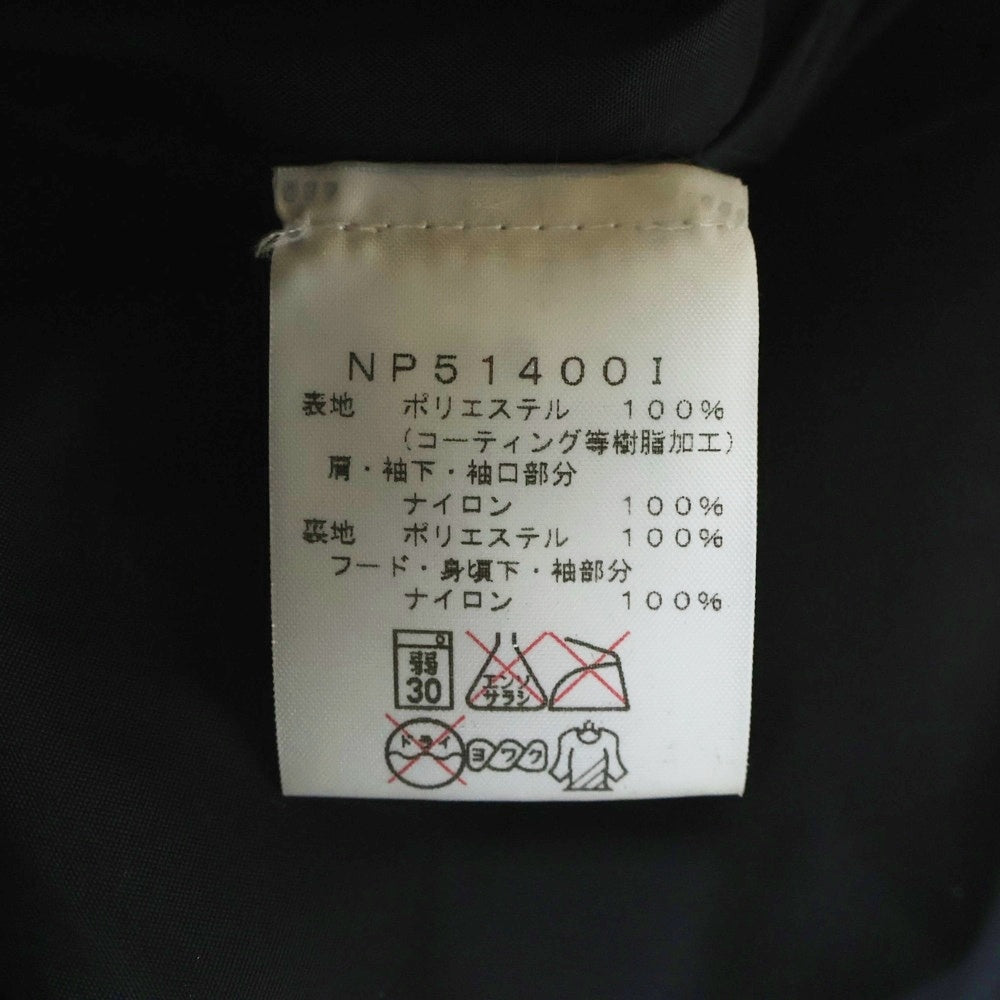 NP51400I
表地 ポリエステル 100%
(コーティング等樹脂加工)
肩・袖下・袖口部分
ナイロン 100%
裏地 ポリエステル 100%
フード・身頃下・袖部分
ナイロン 100%
弱 30 エンソ サラシ
ドライ ヨワク